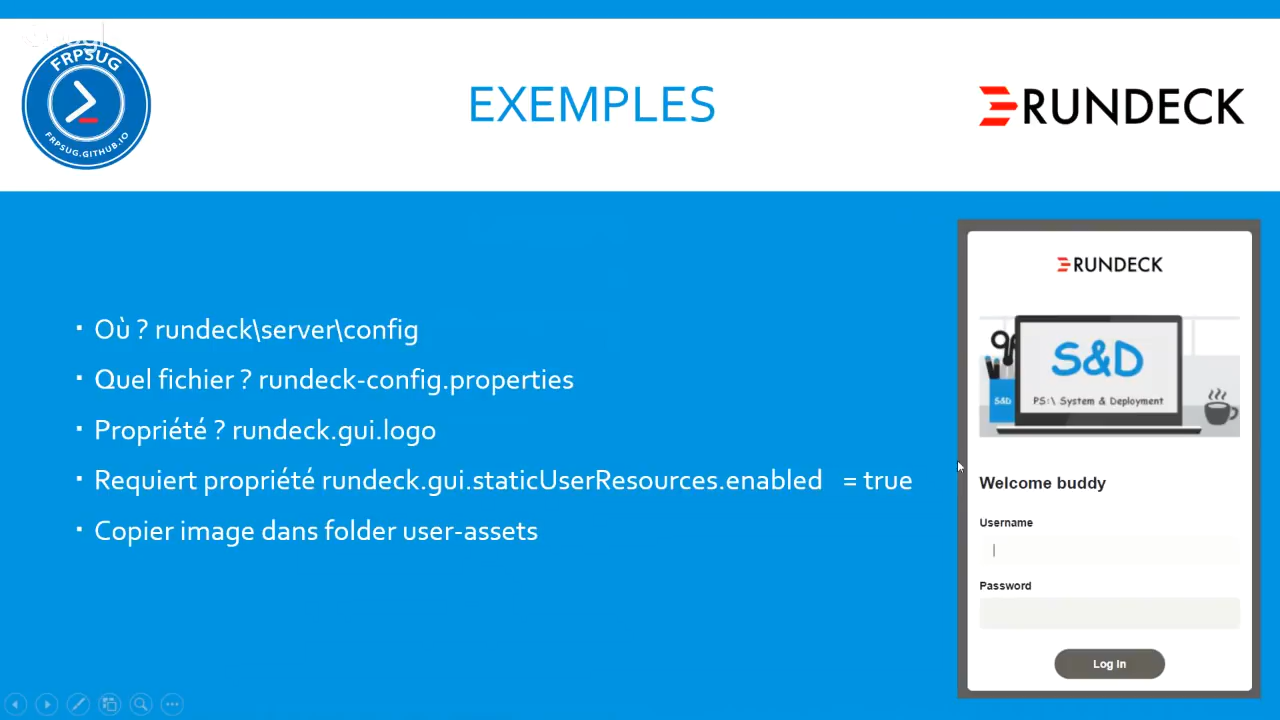 FRPSUG
FRPSUG.GITHUB.IO
EXEMPLES
RUNDECK
Où ? rundeck\server\config
Quel fichier ? rundeck-config.properties
Propriété ? rundeck.gui.logo
Requiert propriété rundeck.gui.staticUserResources.enabled = true
Copier image dans folder user-assets
RUNDECK
S&D
S&D
PS:\ System & Deployment
Welcome buddy
Username
Password
Log In